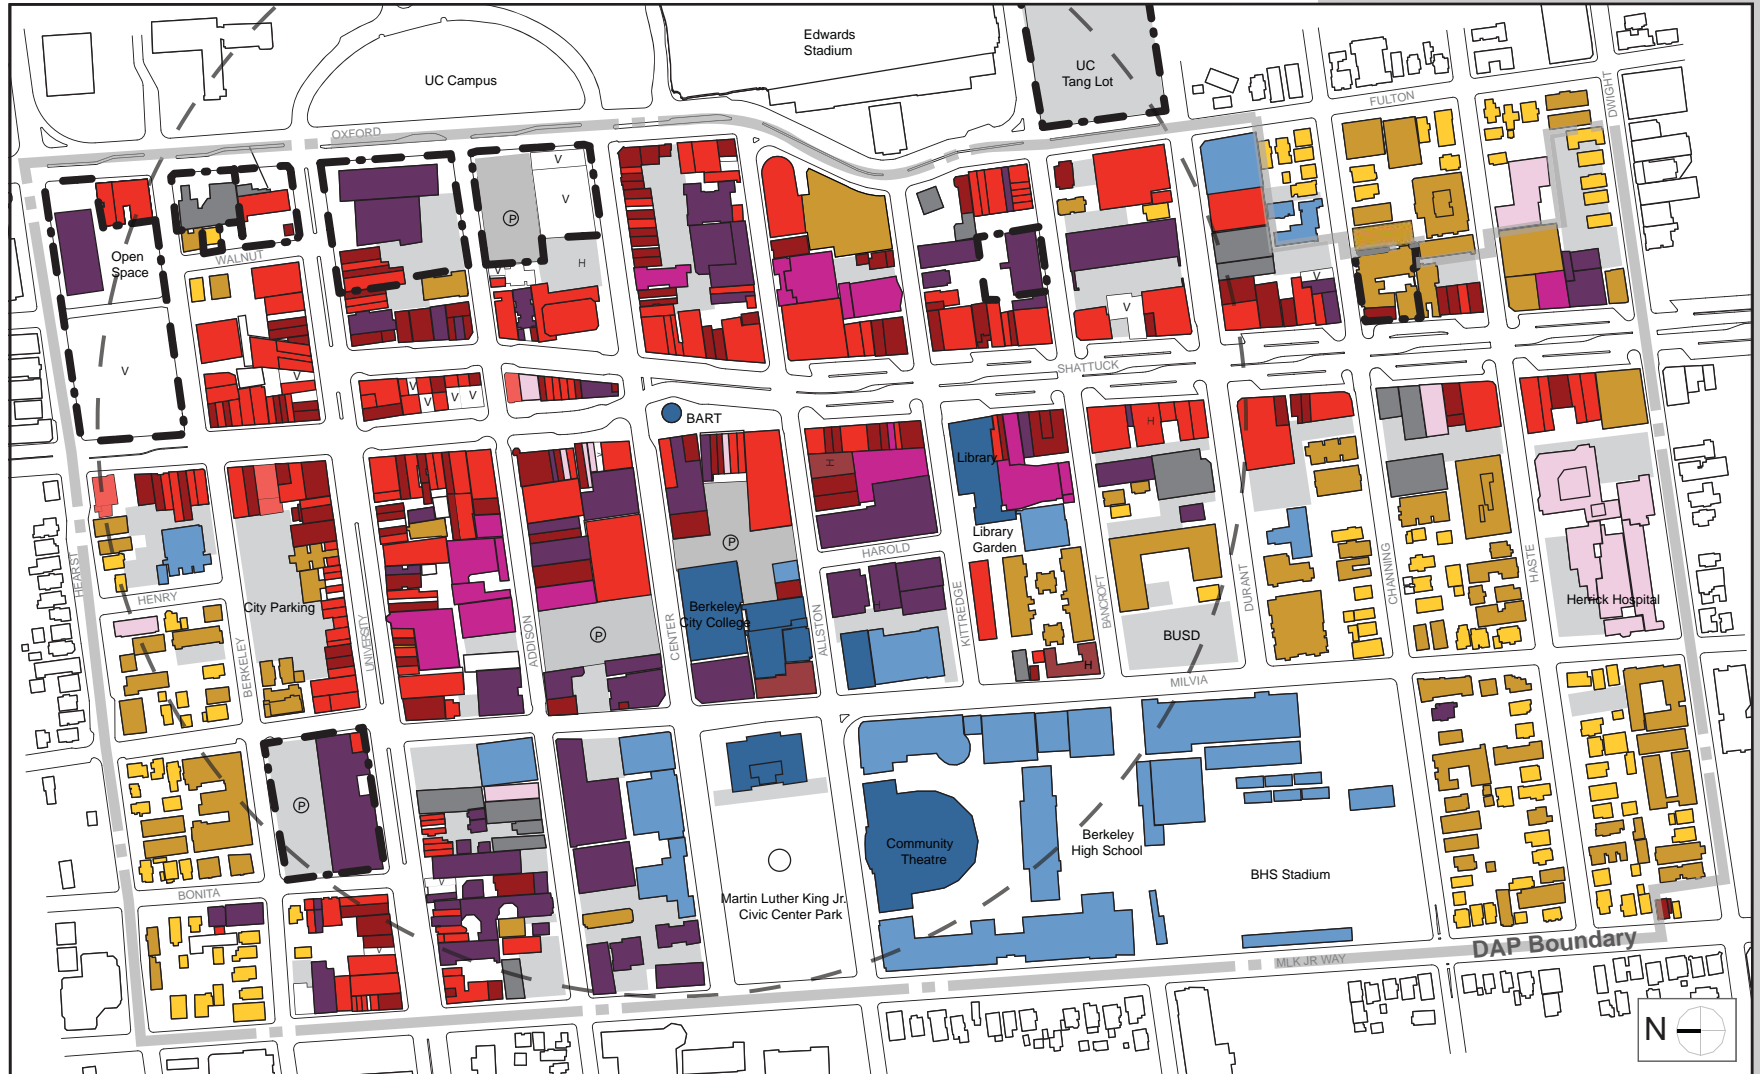 Edwards
Stadium
UC Campus
UC
Tang Lot
OXFORD
FULTON
DWIGHT
V
V
P
Open
Space
WALNUT
H
V
V
V
V
SHATTUCK
V
V
V
V
V
V
BART
H
H
V
Library
Library
Garden
HAROLD
P
HEARST
HENRY
City Parking
BERKELEY
UNIVERSITY
ADDISON
P
CENTER
Berkeley
City College
ALLSTON
H
KITTREDGE
BANCROFT
H
BUSD
DURANT
CHANNING
HASTE
Herrick Hospital
MILVIA
P
Community
Theatre
Berkeley
High School
BHS Stadium
V
BONITA
Martin Luther King Jr.
Civic Center Park
V
DAP Boundary
MLK JR WAY
N